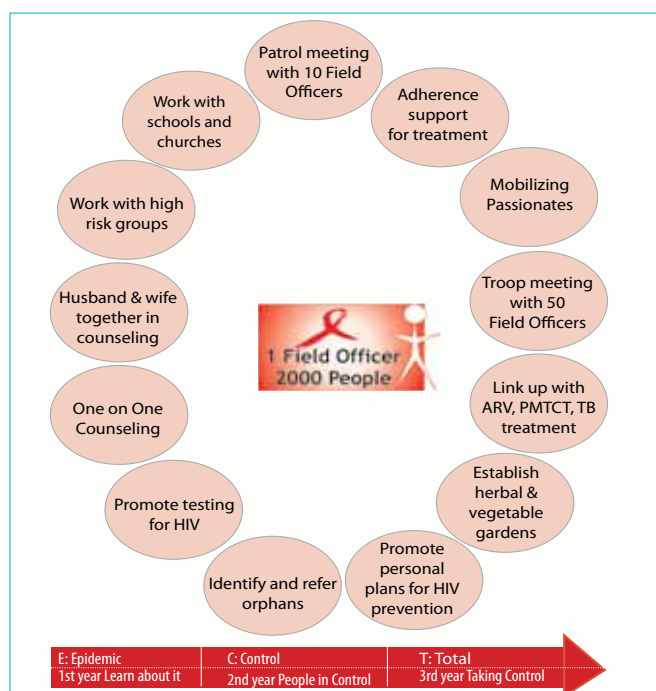 Patrol meeting
with 10 Field
Officers
Adherence
support
for treatment
Mobilizing
Passionates
Troop meeting
with 50
Field Officers
Link up with
ARV, PMTCT, TB
treatment
Establish
herbal &
vegetable
gardens
Promote
personal
plans for HIV
prevention
Identify and refer
orphans
Promote testing
for HIV
One on One
Counseling
Husband & wife
together in
counseling
Work with high
risk groups
Work with
schools and
churches
1 Field Officer
2000 People
E: Epidemic
1st year Learn about it
C: Control
2nd year People in Control
T: Total
3rd year Taking Control